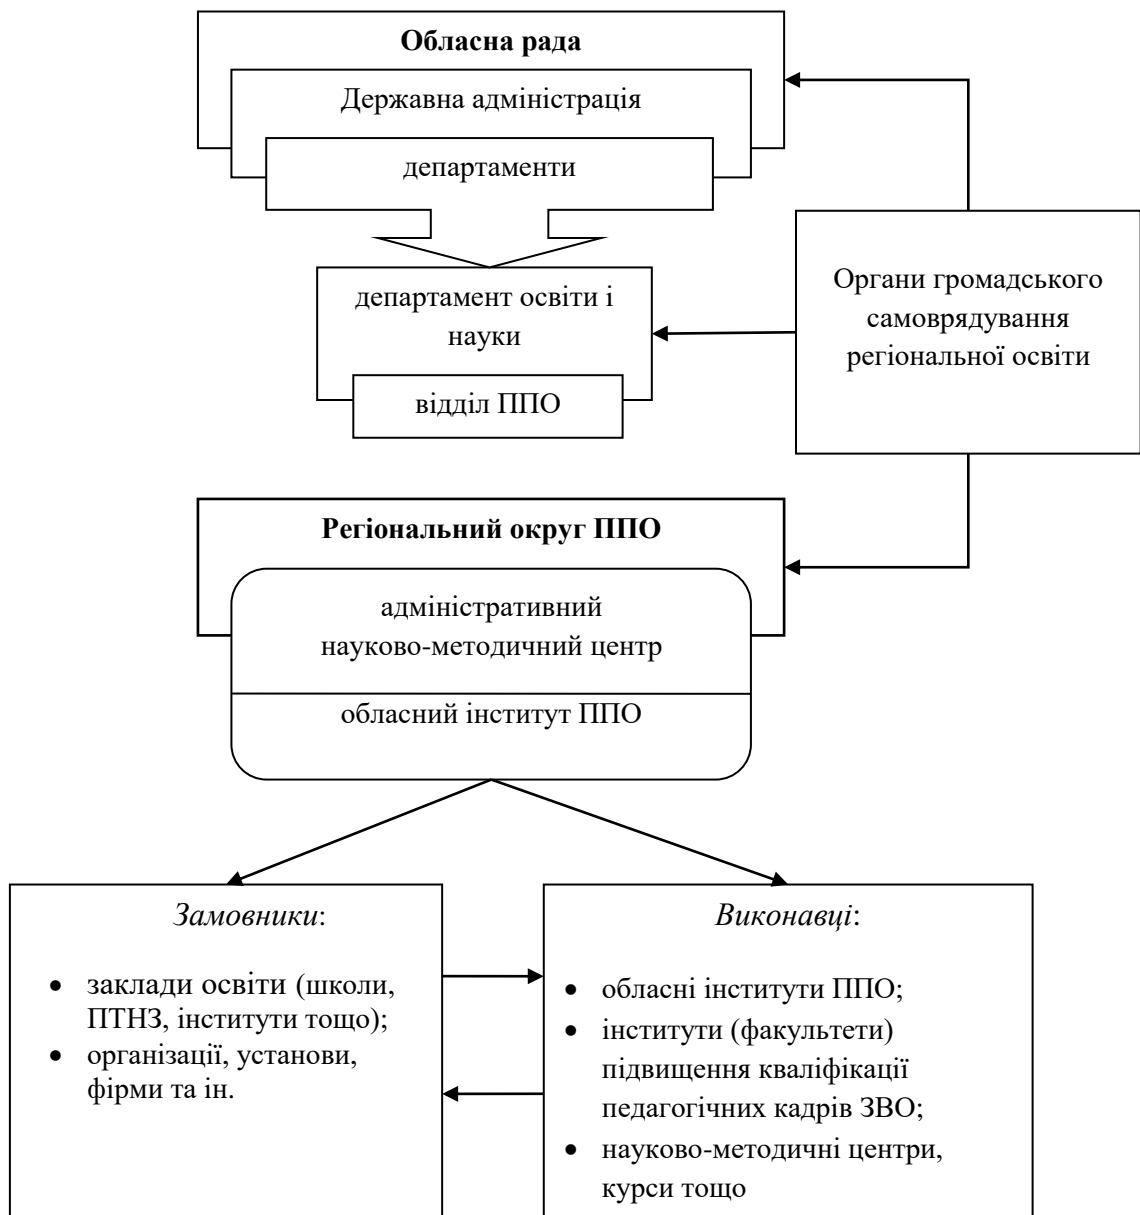 Обласна рада
Державна адміністрація
департаменти
департамент освіти і
науки
відділ ППО
Органи громадського
самоврядування
регіональної освіти
Регіональний округ ППО
адміністративний
науково-методичний центр
обласний інститут ППО
Замовники:
• заклади освіти (школи,
ПТНЗ, інститути тощо);
• організації, установи,
фірми та ін.
Виконавці:
• обласні інститути ППО;
• інститути (факультети)
підвищення кваліфікації
педагогічних кадрів ЗВО;
• науково-методичні центри,
курси тощо